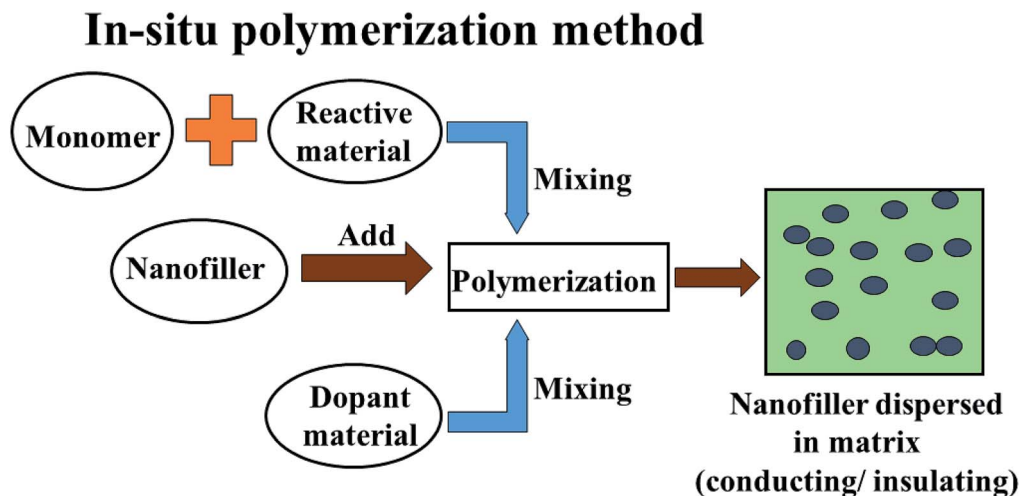 In-situ polymerization method
Monomer
Reactive
material
Mixing
Nanofiller
Add
Polymerization
Dopant
material
Mixing
Nanofiller dispersed
in matrix
(conducting/ insulating)